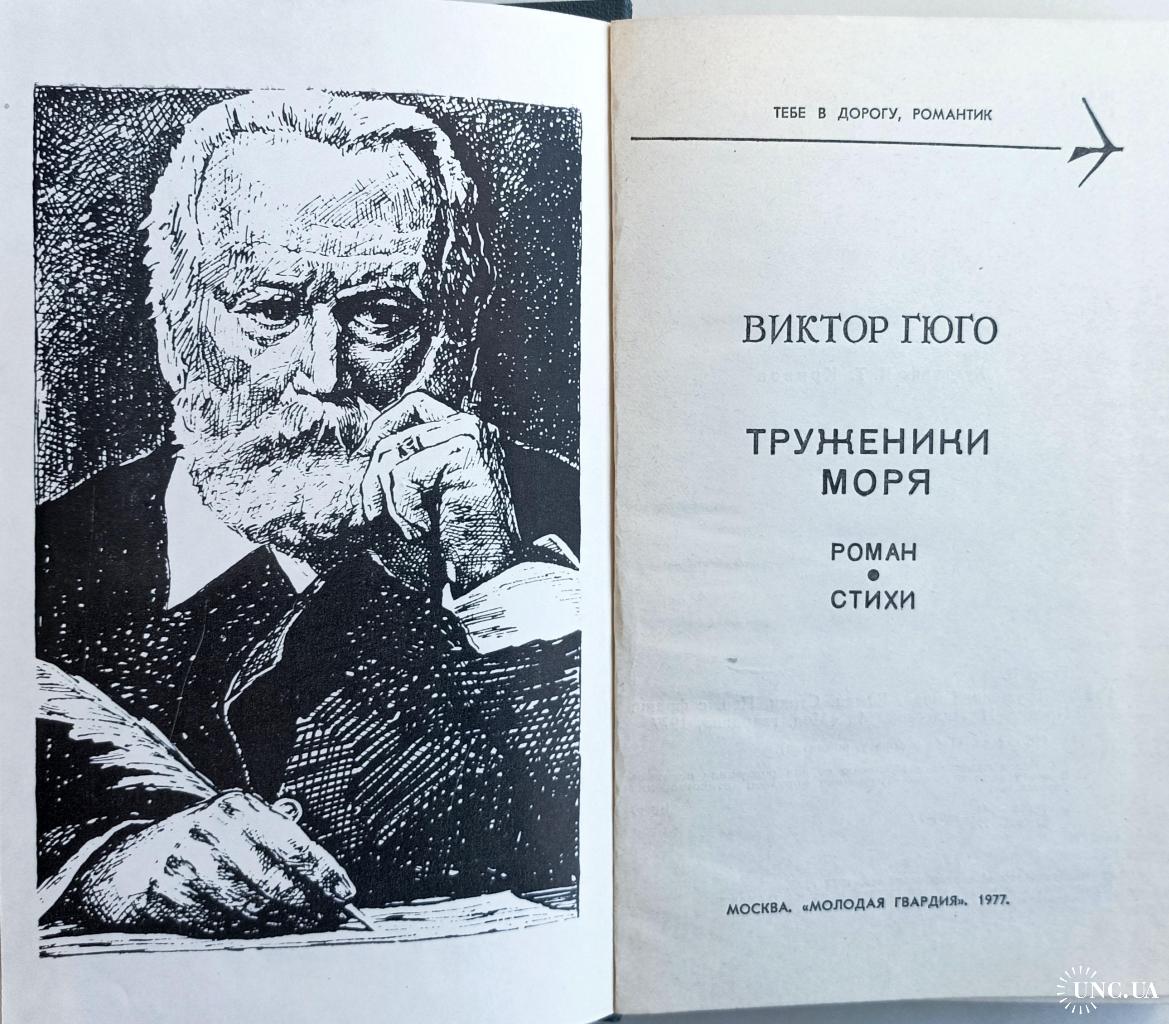 ТЕБЕ В ДОРОГУ, РОМАНТИК
ВИКТОР ГЮГО
ТРУЖЕНИКИ
МОРЯ
РОМАН
•
СТИХИ
МОСКВА. «МОЛОДАЯ ГВАРДИЯ». 1977.
UNC.UA